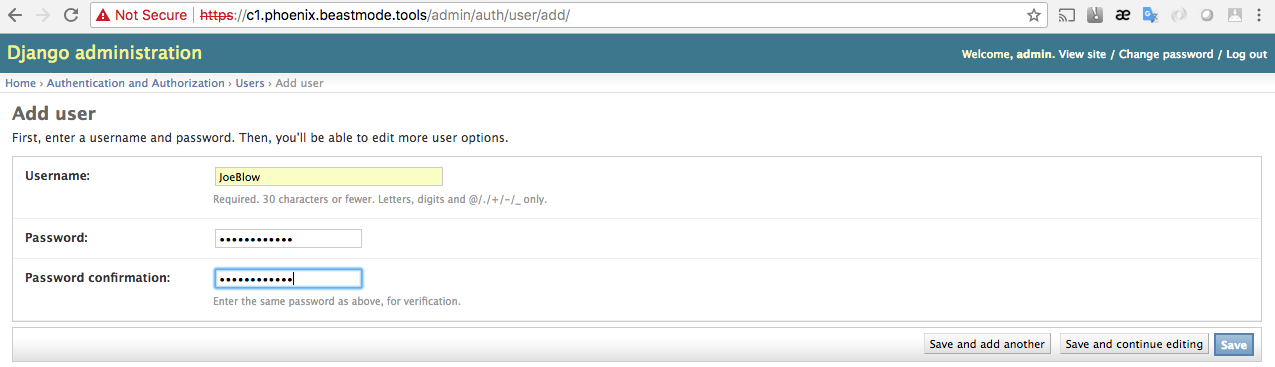 Not Secure | https://c1.phoenix.beastmode.tools/admin/auth/user/add/
Django administration
Welcome, admin. View site / Change password / Log out
Home › Authentication and Authorization › Users › Add user
Add user
First, enter a username and password. Then, you'll be able to edit more user options.
Username: JoeBlow
Required. 30 characters or fewer. Letters, digits and @/./+/-/_ only.
Password: ••••••••••••
Password confirmation: ••••••••••••
Enter the same password as above, for verification.
Save and add another Save and continue editing Save